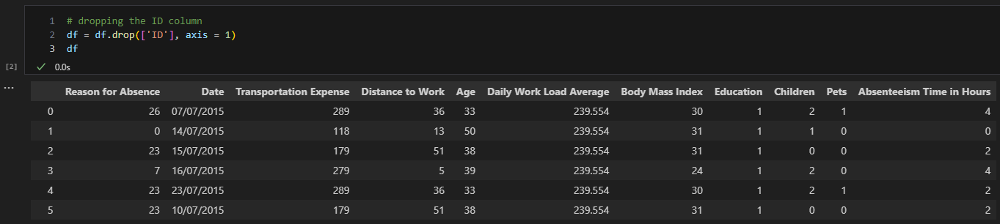 1 # dropping the ID column
2 df = df.drop(['ID'], axis = 1)
3 df
[2] 0.0s
... Reason for Absence Date Transportation Expense Distance to Work Age Daily Work Load Average Body Mass Index Education Children Pets Absenteeism Time in Hours
0 26 07/07/2015 289 36 33 239.554 30 1 2 1 4
1 0 14/07/2015 118 13 50 239.554 31 1 1 0 0
2 23 15/07/2015 179 51 38 239.554 31 1 0 0 2
3 7 16/07/2015 279 5 39 239.554 24 1 2 0 4
4 23 23/07/2015 289 36 33 239.554 30 1 2 1 2
5 23 10/07/2015 179 51 38 239.554 31 1 0 0 2